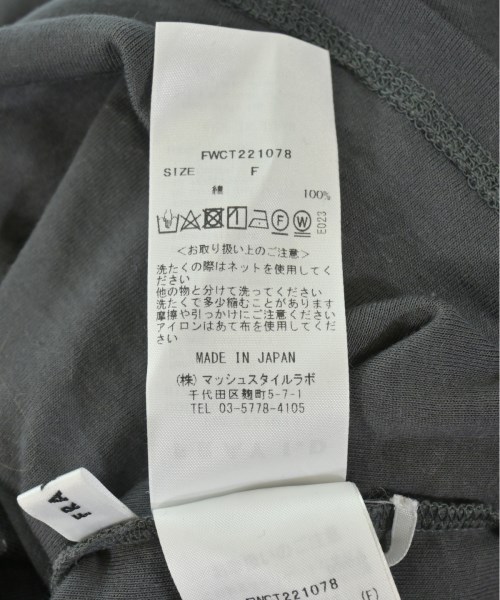 FWCT221078
SIZE F
綿 100%
F W E023
<お取り扱い上のご注意>
洗たくの際はネットを使用してく
ださい
他の物と分けて洗ってください
洗たくで多少縮むことがあります
摩擦や引っかけにご注意ください
アイロンはあて布を使用してくだ
さい
MADE IN JAPAN
(株)マッシュスタイルラボ
千代田区麹町5-7-1
TEL 03-5778-4105
FRA
FWCT221078
(F)